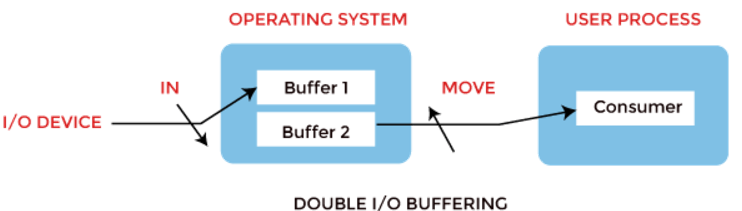 OPERATING SYSTEM
USER PROCESS
IN
Buffer 1
MOVE
Consumer
I/O DEVICE
Buffer 2
DOUBLE I/O BUFFERING